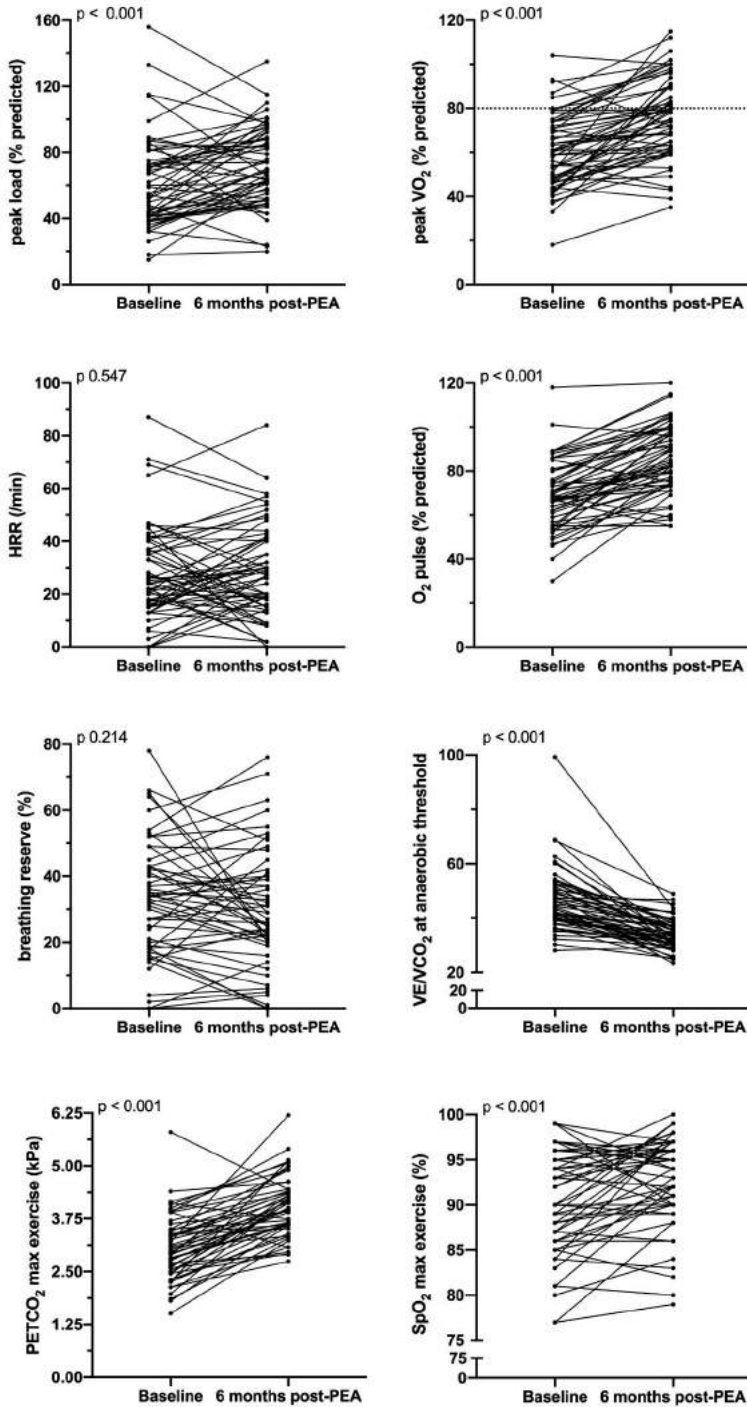 p < 0.001
peak load (% predicted)
160
120
80
40
0
Baseline 6 months post-PEA
p < 0.001
peak VO2 (% predicted)
120
80
40
0
Baseline 6 months post-PEA
p 0.547
HRR (/min)
100
80
60
40
20
0
Baseline 6 months post-PEA
p < 0.001
O2 pulse (% predicted)
120
80
40
0
Baseline 6 months post-PEA
p 0.214
breathing reserve (%)
80
60
40
20
0
Baseline 6 months post-PEA
p < 0.001
VE/VCO2 at anaerobic threshold
100
60
20
20
0
Baseline 6 months post-PEA
p < 0.001
PETCO2 max exercise (kPa)
6.25
5.00
3.75
2.50
1.25
0.00
Baseline 6 months post-PEA
p < 0.001
SpO2 max exercise (%)
100
95
90
85
80
75
75
0
Baseline 6 months post-PEA